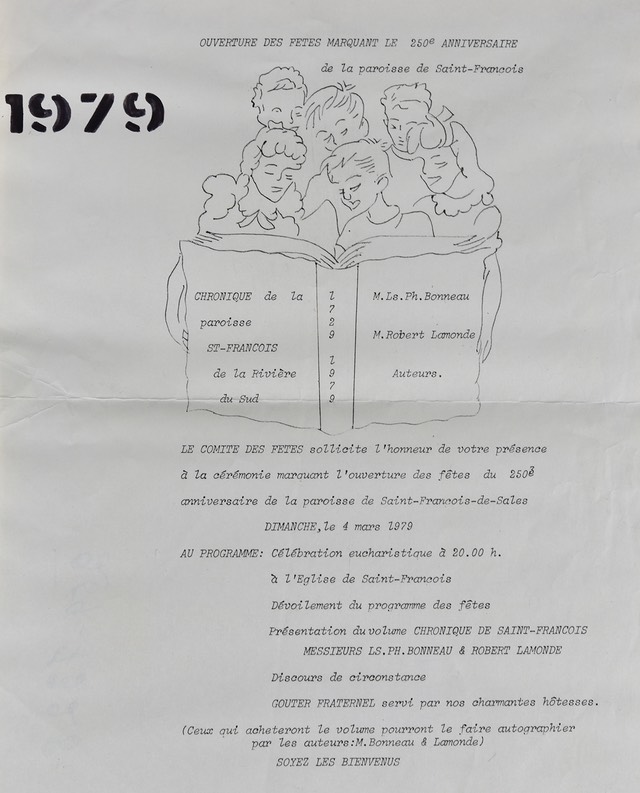 OUVERTURE DES FETES MARQUANT LE 250e ANNIVERSAIRE
de la paroisse de Saint-Francois
1979
CHRONIQUE de la
paroisse
ST-FRANCOIS
de la Rivière
du Sud
1
7
2
9
1
9
7
9
M.Ls.Ph.Bonneau
M.Robert Lamonde
Auteurs.
LE COMITE DES FETES sollicite l'honneur de votre présence
à la cérémonie marquant l'ouverture des fêtes du 250e
anniversaire de la paroisse de Saint-Francois-de-Sales
DIMANCHE,le 4 mars 1979
AU PROGRAMME: Célébration eucharistique à 20.00 h.
à l'Eglise de Saint-Francois
Dévoilement du programme des fêtes
Présentation du volume CHRONIQUE DE SAINT-FRANCOIS
MESSIEURS LS.PH.BONNEAU & ROBERT LAMONDE
Discours de circonstance
GOUTER FRATERNEL servi par nos charmantes hôtesses.
(Ceux qui acheteront le volume pourront le faire autographier
par les auteurs:M.Bonneau & Lamonde)
SOYEZ LES BIENVENUS